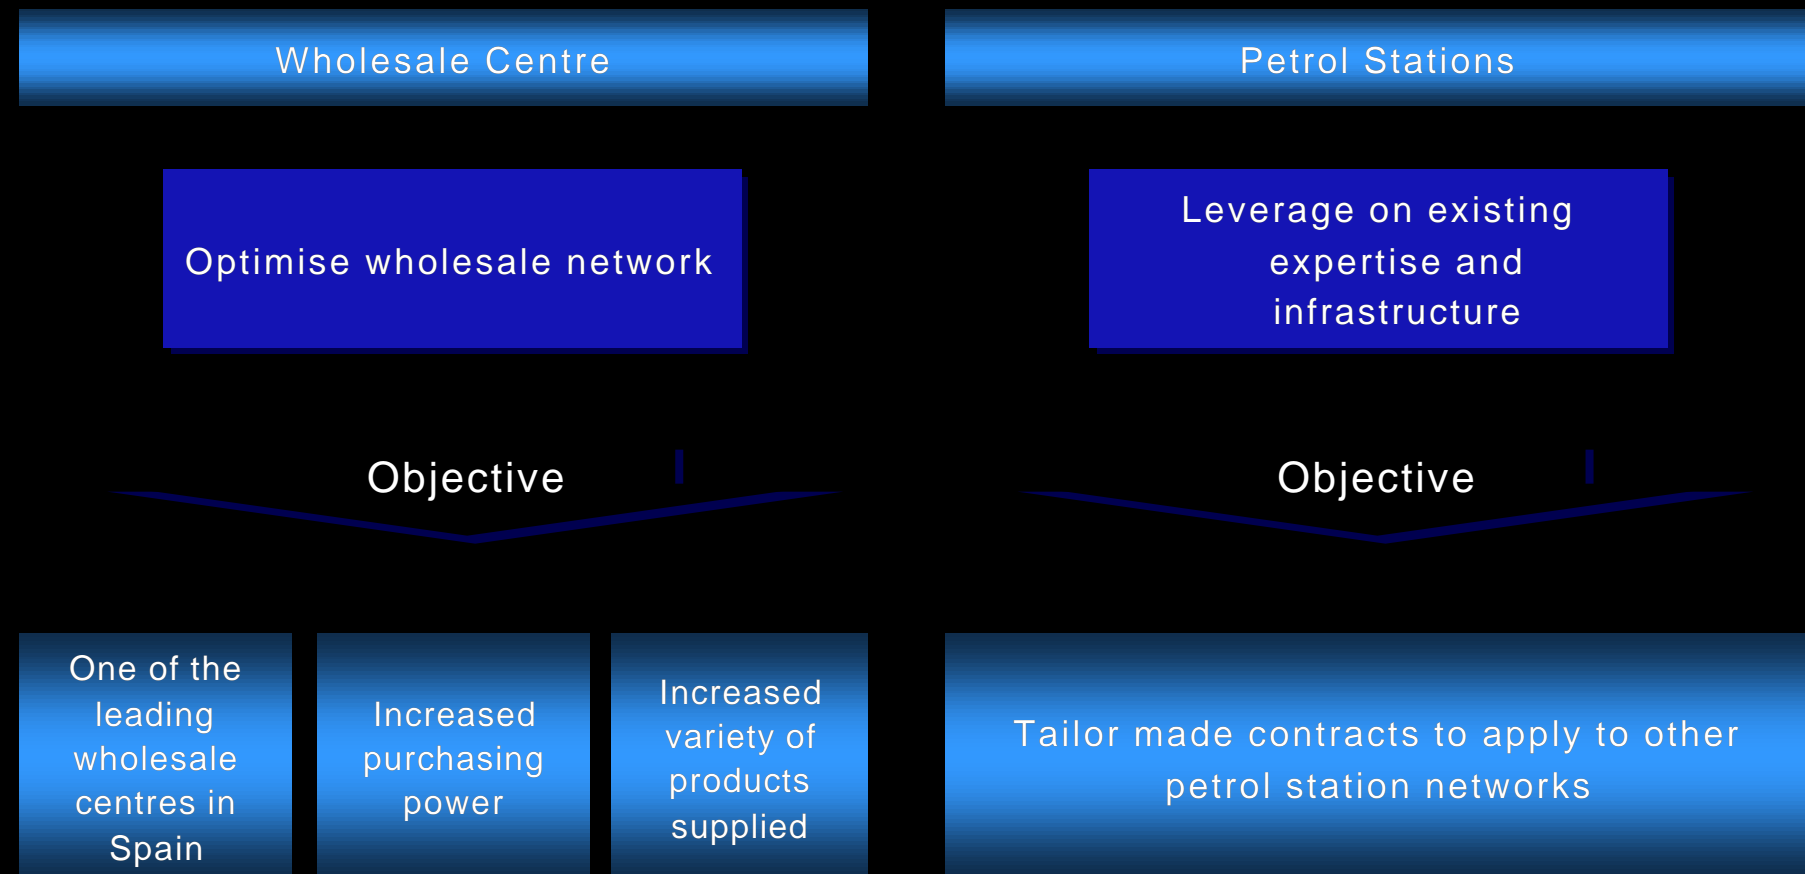 Wholesale Centre
Optimise wholesale network
Objective
One of the
leading
wholesale
centres in
Spain
Increased
purchasing
power
Increased
variety of
products
supplied
Petrol Stations
Leverage on existing
expertise and
infrastructure
Objective
Tailor made contracts to apply to other
petrol station networks